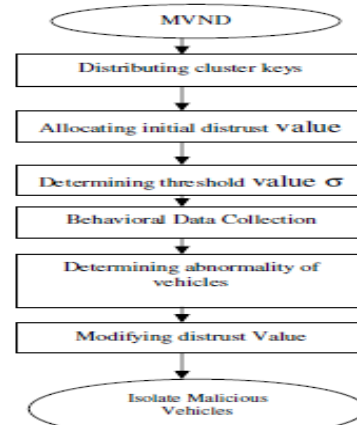 MVND
Distributing cluster keys
Allocating initial distrust value
Determining threshold value σ
Behavioral Data Collection
Determining abnormality of
vehicles
Modifying distrust Value
Isolate Malicious
Vehicles